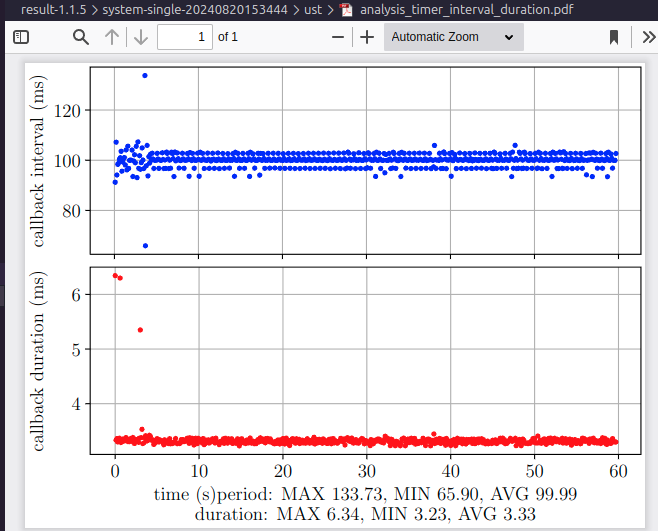 result-1.1.5 > system-single-20240820153444 > ust > analysis_timer_interval_duration.pdf
1 of 1 Automatic Zoom
callback interval (ms)
120
100
80
callback duration (ms)
6
5
4
0 10 20 30 40 50 60
time (s)period: MAX 133.73, MIN 65.90, AVG 99.99
duration: MAX 6.34, MIN 3.23, AVG 3.33